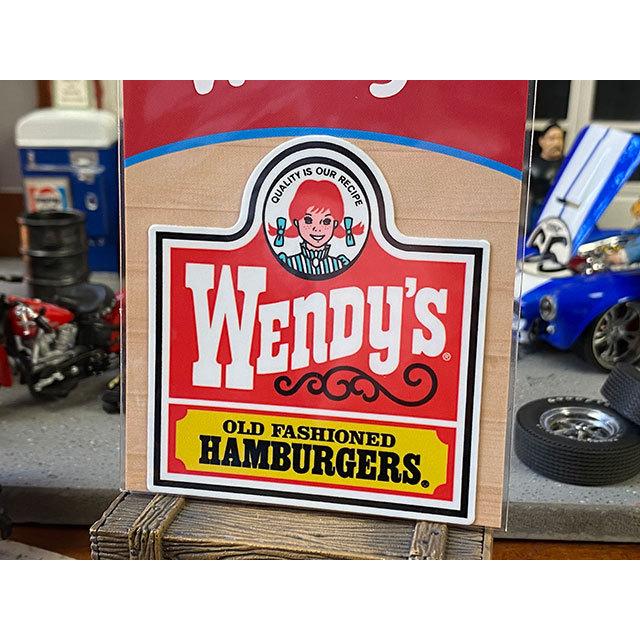 QUALITY IS OUR RECIPE
WENDY'S®
OLD FASHIONED
HAMBURGERS®